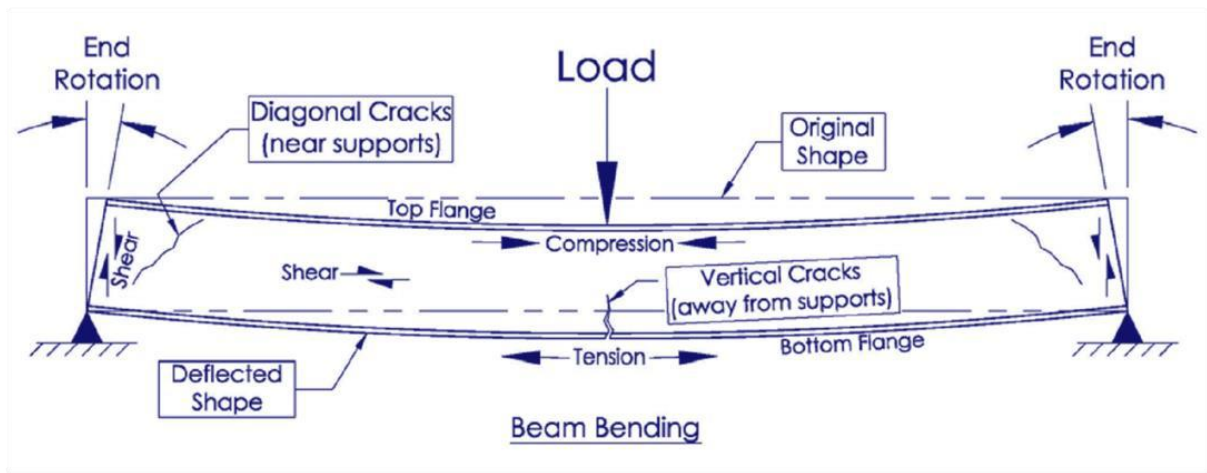 End
Rotation
Load
End
Rotation
Diagonal Cracks
(near supports)
Original
Shape
Top Flange
Compression
Shear
Shear
Vertical Cracks
(away from supports)
Tension
Bottom Flange
Deflected
Shape
Beam Bending